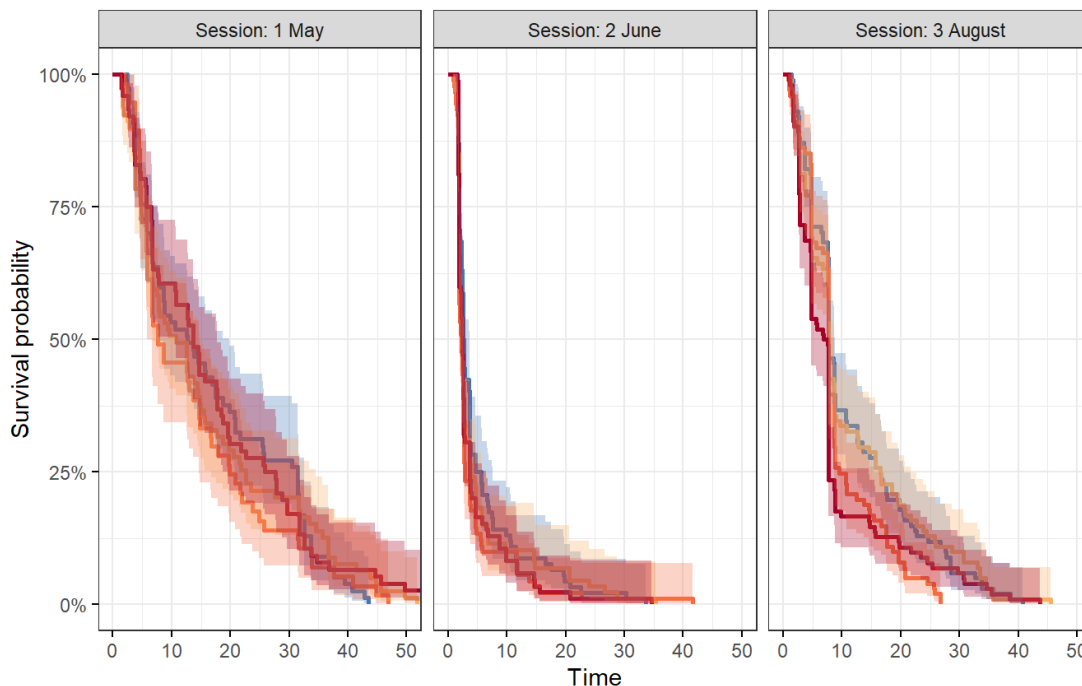 Session: 1 May
Session: 2 June
Session: 3 August
100%
75%
50%
25%
0%
Survival probability
0 10 20 30 40 50
0 10 20 30 40 50
0 10 20 30 40 50
Time